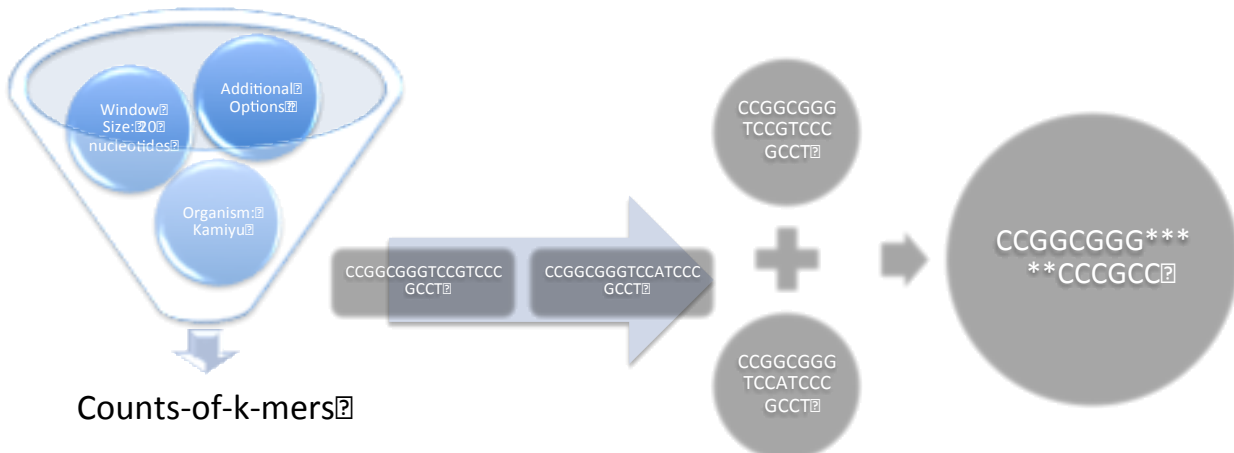 Additional
Options
Window
Size: 20
nucleotides
Organism:
Kamiyu
Counts-of-k-mers
CCGGCGGGTCCGTCCC
GCCT
CCGGCGGGTCCATCCC
GCCT
CCGGCGGG
TCCGTCCC
GCCT
CCGGCGGG
TCCATCCC
GCCT
CCGGCGGG***
**CCCGCC